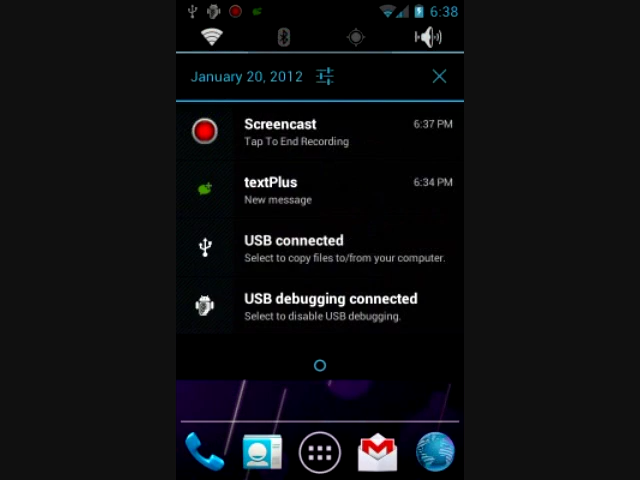 6:38
January 20, 2012
Screencast 6:37 PM
Tap To End Recording
textPlus 6:34 PM
New message
USB connected
Select to copy files to/from your computer.
USB debugging connected
Select to disable USB debugging.